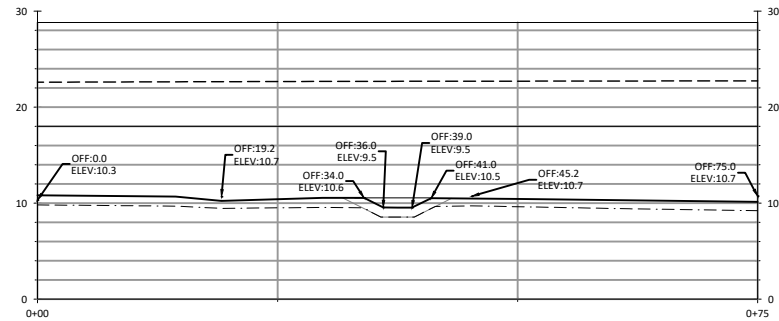 30
30
20
20
OFF:0.0
ELEV:10.3
OFF:19.2
ELEV:10.7
OFF:34.0
ELEV:10.6
OFF:36.0
ELEV:9.5
OFF:39.0
ELEV:9.5
OFF:41.0
ELEV:10.5
OFF:45.2
ELEV:10.7
OFF:75.0
ELEV:10.7
10
10
0
0
0+00
0+75